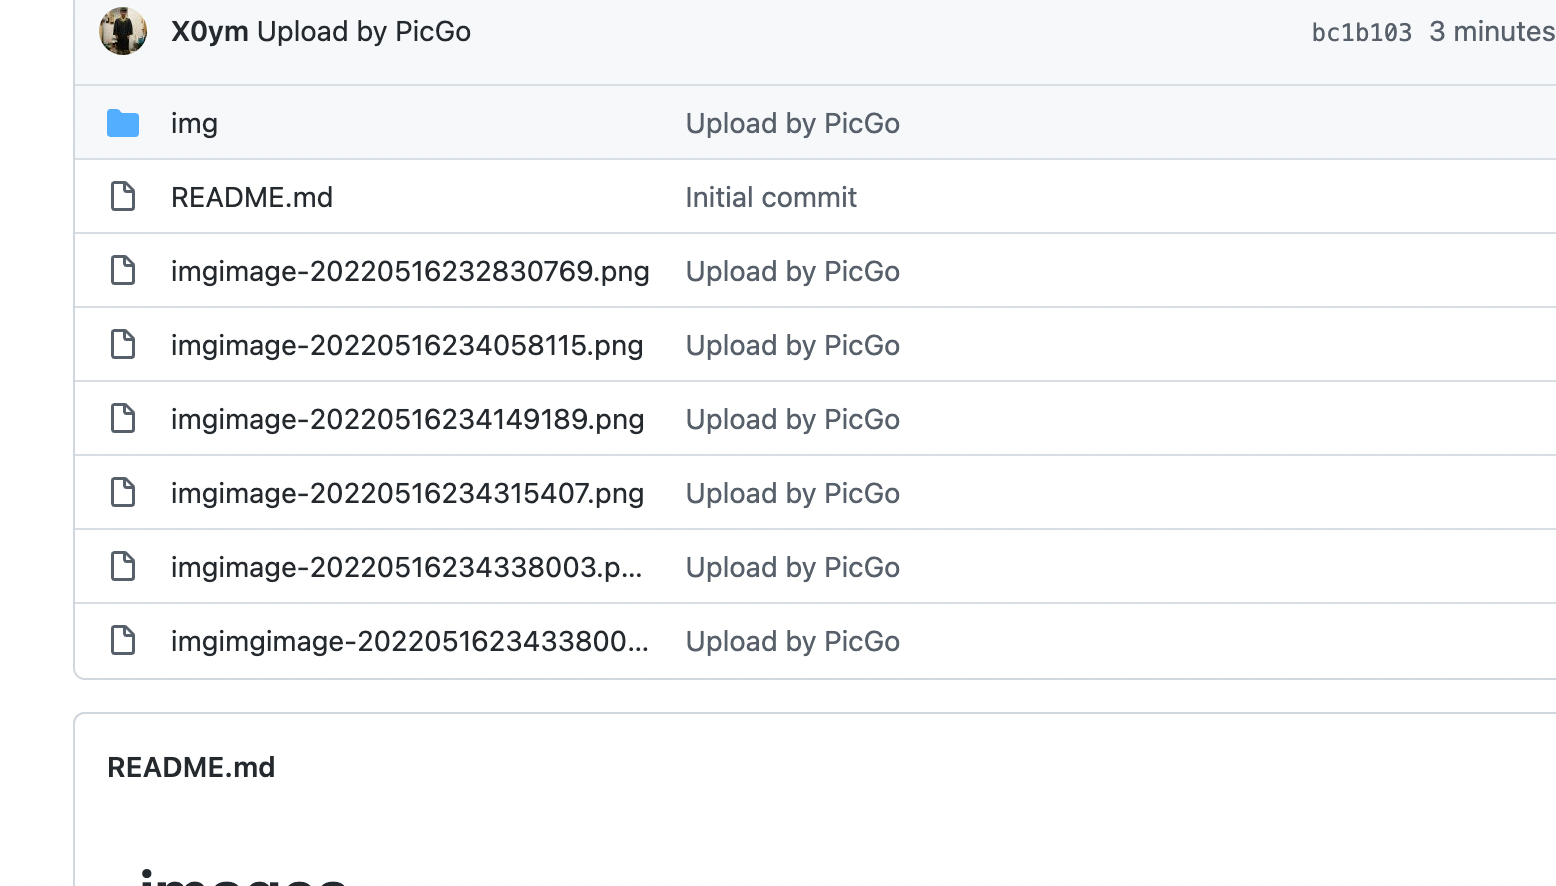 X0ym Upload by PicGo bc1b103 3 minutes
img Upload by PicGo
README.md Initial commit
imgimage-20220516232830769.png Upload by PicGo
imgimage-20220516234058115.png Upload by PicGo
imgimage-20220516234149189.png Upload by PicGo
imgimage-20220516234315407.png Upload by PicGo
imgimage-20220516234338003.p... Upload by PicGo
imgimgimage-2022051623433800... Upload by PicGo
README.md
images